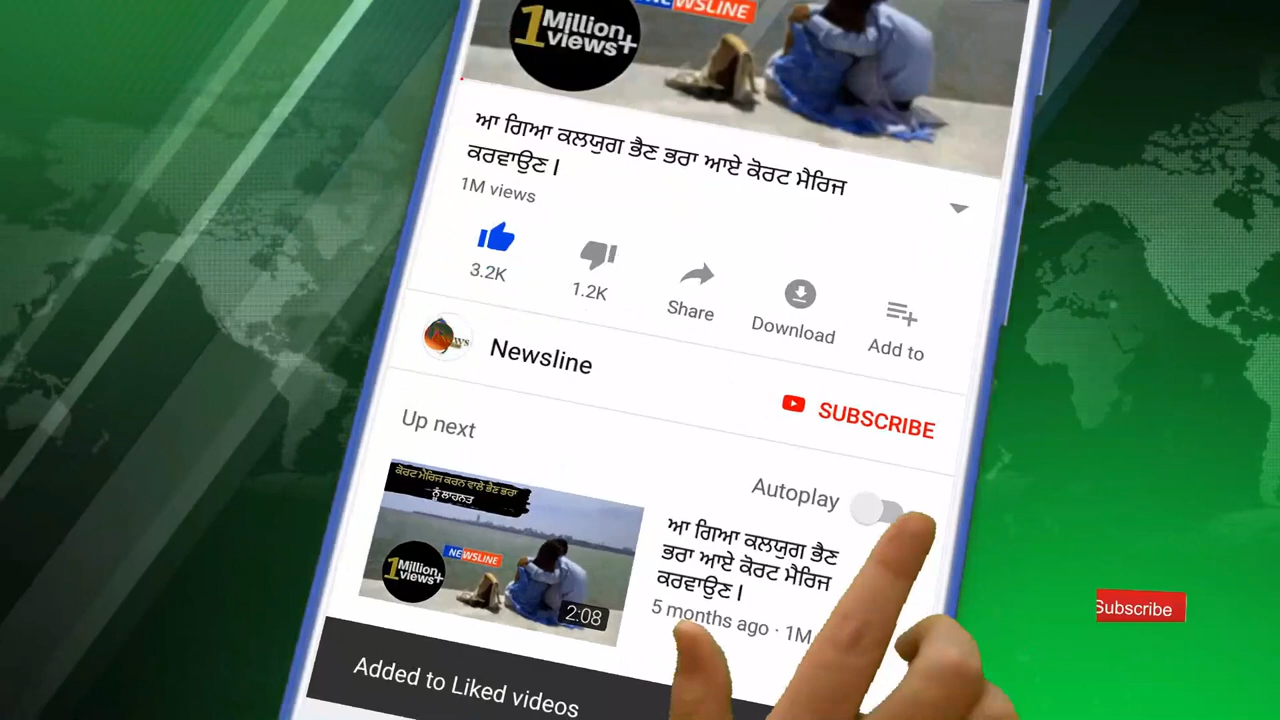 NEWSLINE
1Million+
views
ਆ ਗਿਆ ਕਲਯੁਗ ਭੈਣ ਭਰਾ ਆਏ ਕੋਰਟ ਮੈਰਿਜ
ਕਰਵਾਉਣ।
1M views
3.2K
1.2K
Share
Download
Add to
Newsline
SUBSCRIBE
Up next
Autoplay
ਕੋਰਟ ਮੈਰਿਜ ਕਰਨ ਵਾਲੇ ਭੈਣ ਭਰਾ
ਨੂੰ ਲਾਹਨਤ
NEWSLINE
1Million+
views
2:08
ਆ ਗਿਆ ਕਲਯੁਗ ਭੈਣ
ਭਰਾ ਆਏ ਕੋਰਟ ਮੈਰਿਜ
ਕਰਵਾਉਣ।
5 months ago · 1M
Added to Liked videos
Subscribe